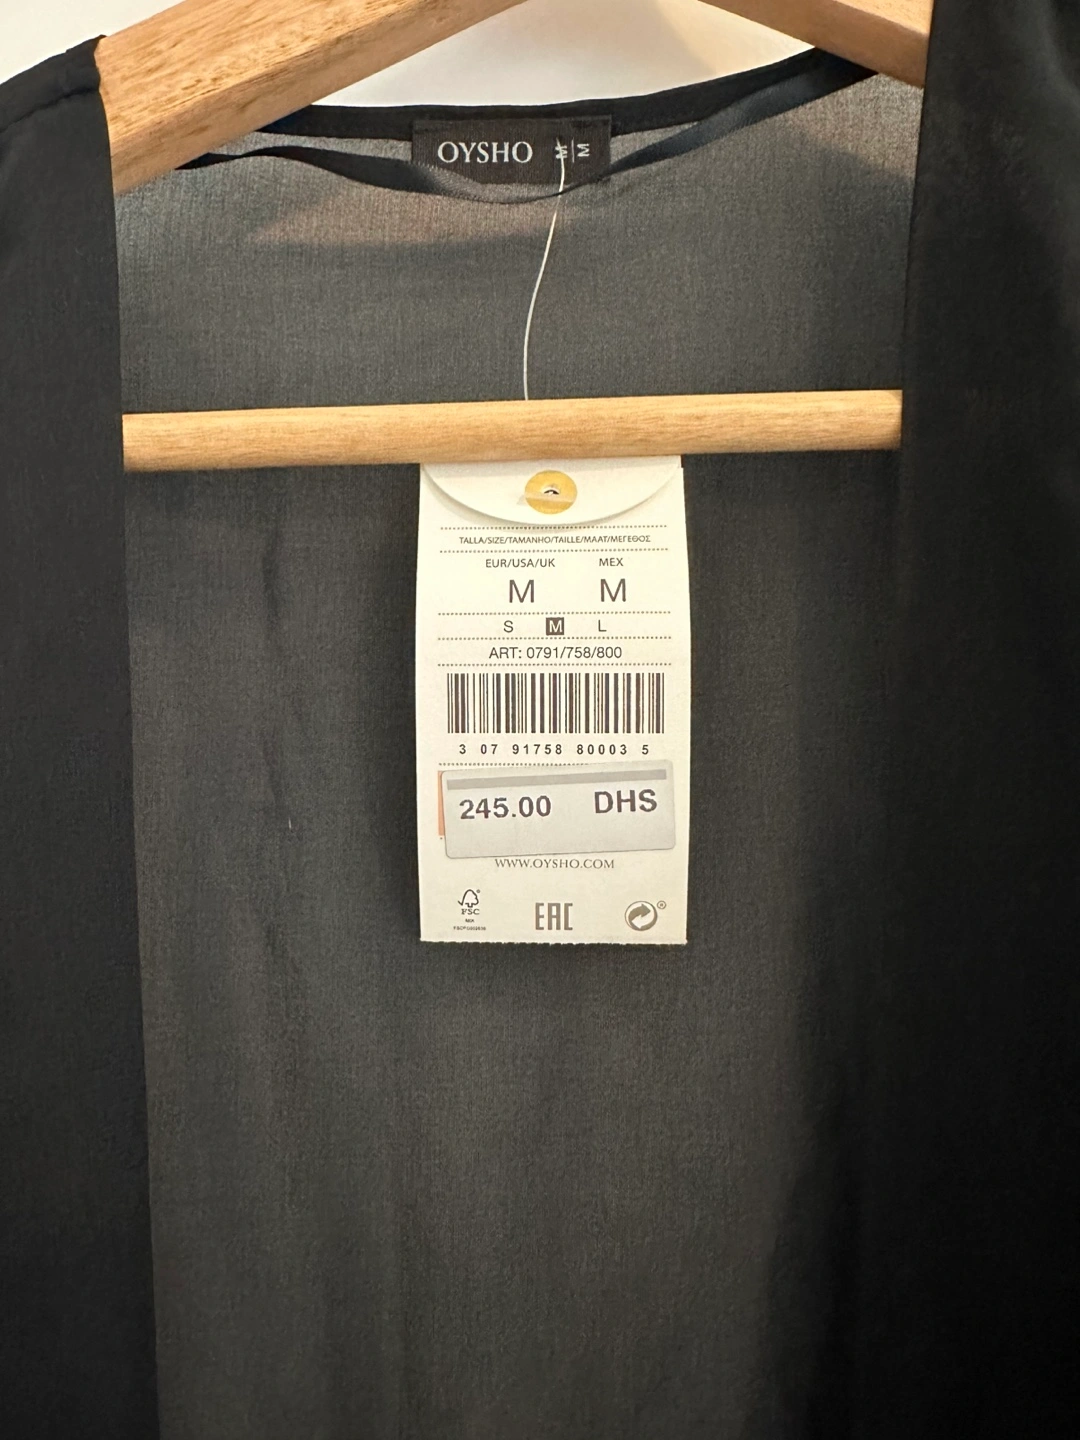 OYSHO M M
TALLA/SIZE/TAMANHO/TAILLE/MAAT/ΜΕΓΕΘΟΣ
EUR/USA/UK MEX
M M
S M L
ART: 0791/758/800
3 07 91758 80003 5
245.00 DHS
WWW.OYSHO.COM
FSC EAC
MIX